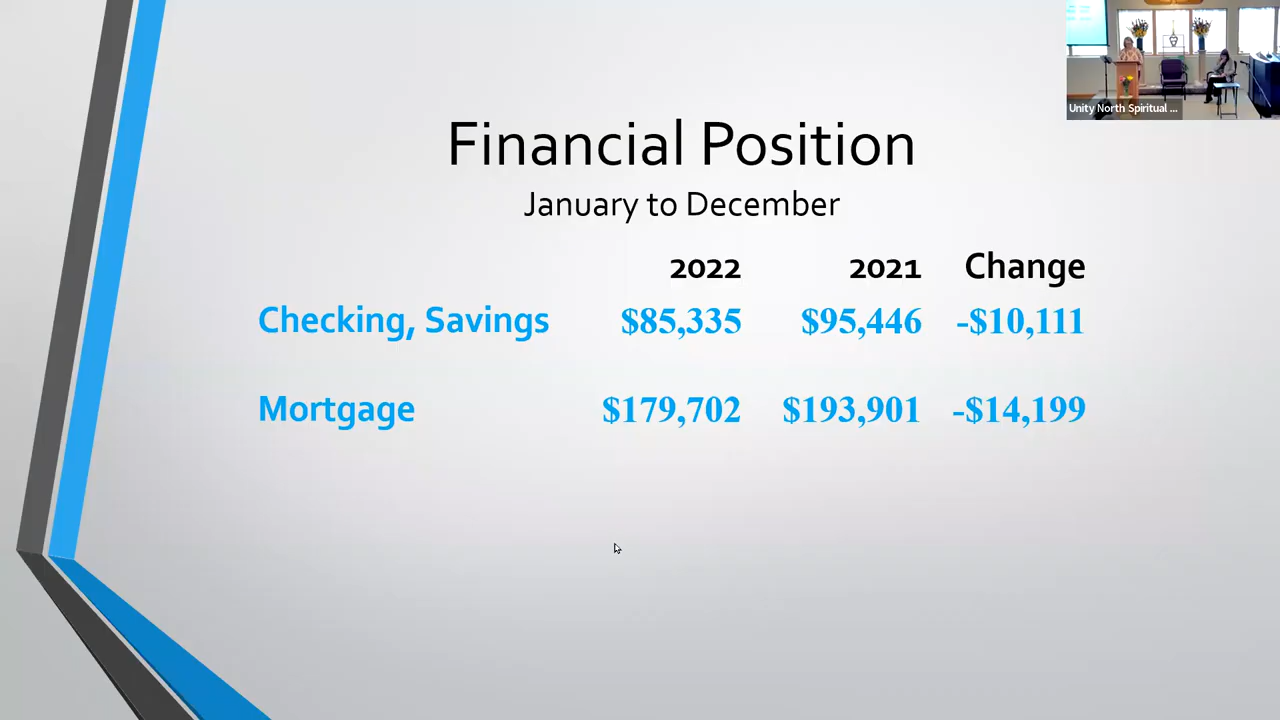 Unity North Spiritual ...
Financial Position
January to December
2022 2021 Change
Checking, Savings $85,335 $95,446 -$10,111
Mortgage $179,702 $193,901 -$14,199